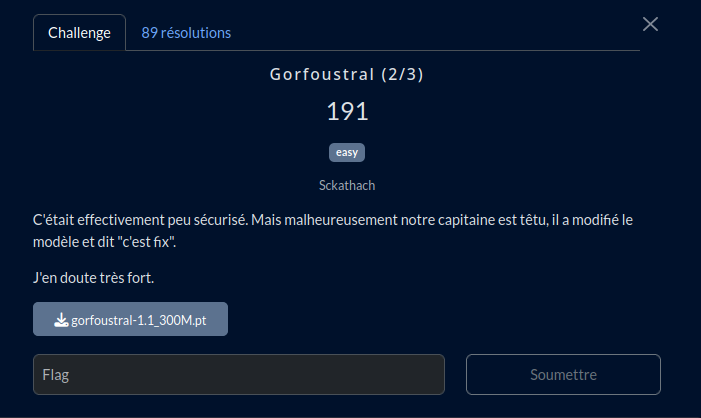 Challenge
89 résolutions
Gorfoustral (2/3)
191
easy
Sckathach
C'était effectivement peu sécurisé. Mais malheureusement notre capitaine est têtu, il a modifié le
modèle et dit "c'est fix".
J'en doute très fort.
gorfoustral-1.1_300M.pt
Flag
Soumettre